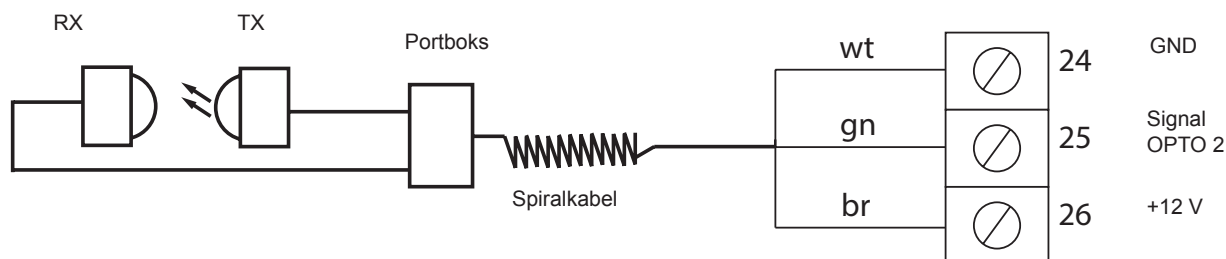 RX
TX
Portboks
Spiralkabel
wt
24
GND
gn
25
Signal
OPTO 2
br
26
+12 V